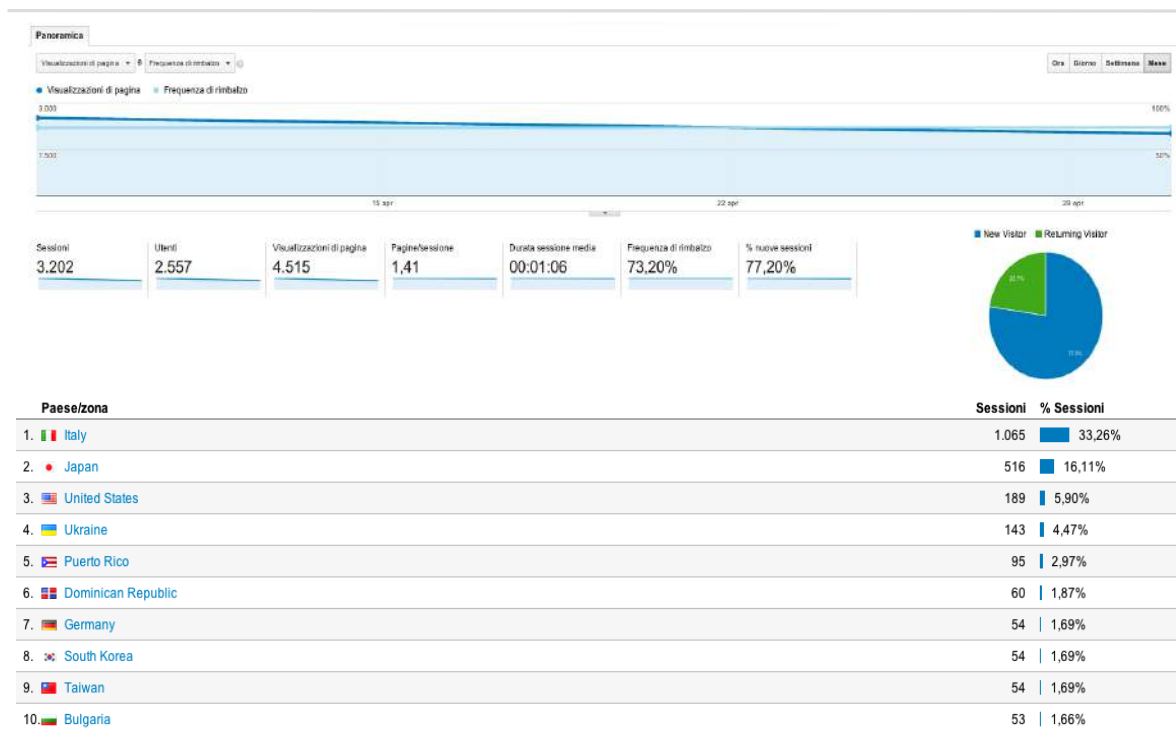 Panoramica
Visualizzazioni di pagina e Frequenza di rimbalzo
Ora Giorno Settimana Mese
Visualizzazioni di pagina Frequenza di rimbalzo
3.000 100%
1.500 50%
15 apr 22 apr 29 apr
New Visitor Returning Visitor
Sessioni Utenti Visualizzazioni di pagina Pagine/sessione Durata sessione media Frequenza di rimbalzo % nuove sessioni
3.202 2.557 4.515 1,41 00:01:06 73,20% 77,20%
Paese/zona Sessioni % Sessioni
1. Italy 1.065 33,26%
2. Japan 516 16,11%
3. United States 189 5,90%
4. Ukraine 143 4,47%
5. Puerto Rico 95 2,97%
6. Dominican Republic 60 1,87%
7. Germany 54 1,69%
8. South Korea 54 1,69%
9. Taiwan 54 1,69%
10. Bulgaria 53 1,66%